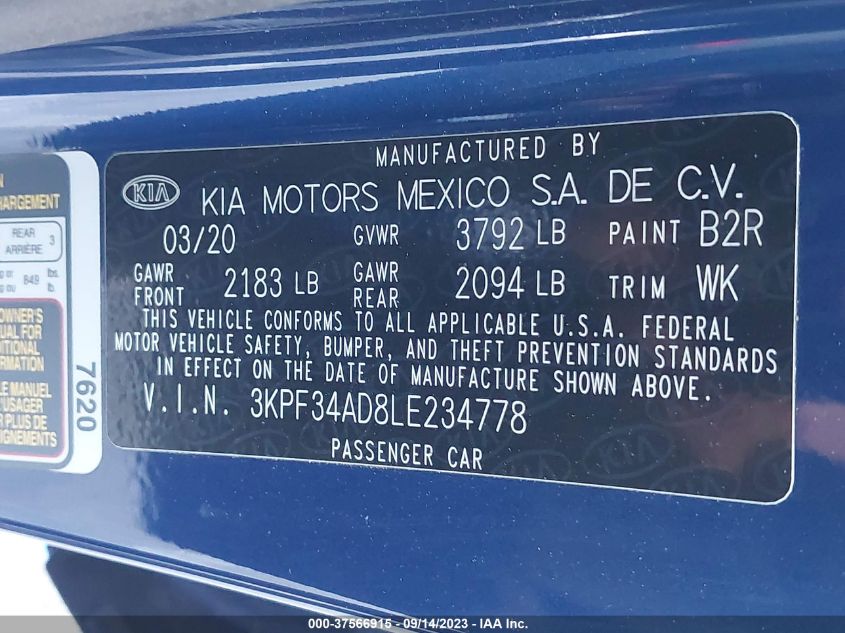 MANUFACTURED BY
KIA KIA MOTORS MEXICO S.A. DE C.V.
03/20 GVWR 3792 LB PAINT B2R
GAWR FRONT 2183 LB GAWR REAR 2094 LB TRIM WK
THIS VEHICLE CONFORMS TO ALL APPLICABLE U.S.A. FEDERAL
MOTOR VEHICLE SAFETY, BUMPER, AND THEFT PREVENTION STANDARDS
IN EFFECT ON THE DATE OF MANUFACTURE SHOWN ABOVE.
V.I.N. 3KPF34AD8LE234778
PASSENGER CAR
REAR
ARRIÈRE 3
849 lbs.
lb.
7620
000-37566915 - 09/14/2023 - IAA Inc.